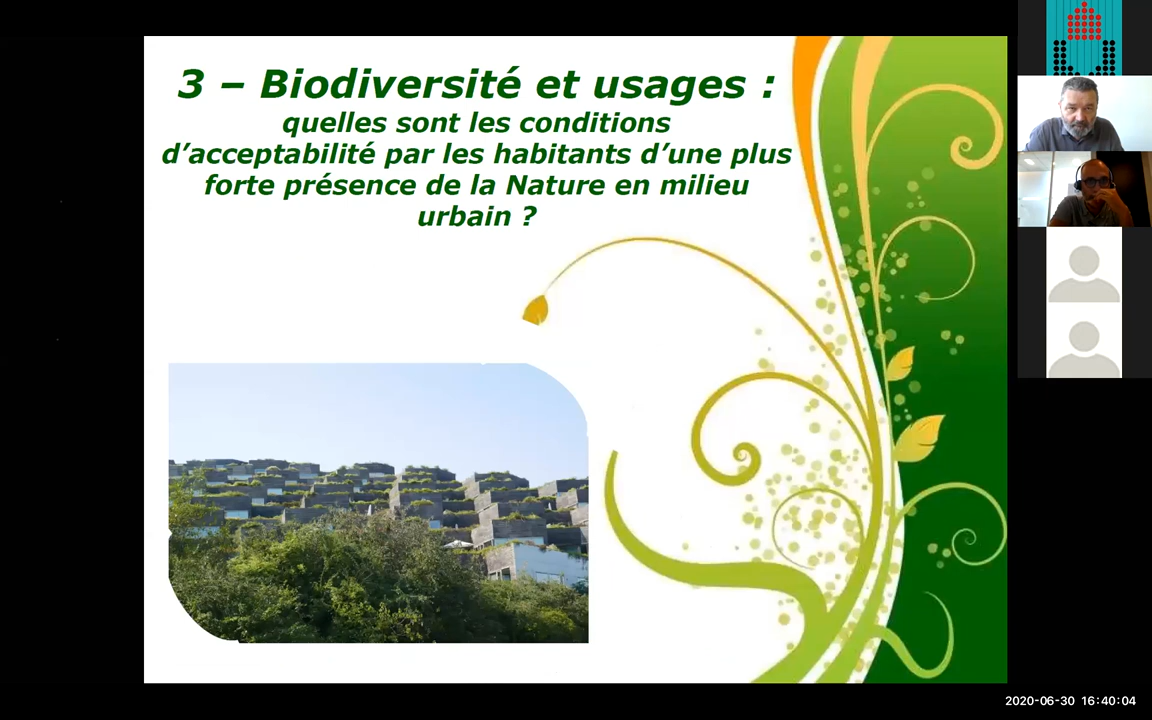 3 – Biodiversité et usages :
quelles sont les conditions
d’acceptabilité par les habitants d’une plus
forte présence de la Nature en milieu
urbain ?
2020-06-30 16:40:04